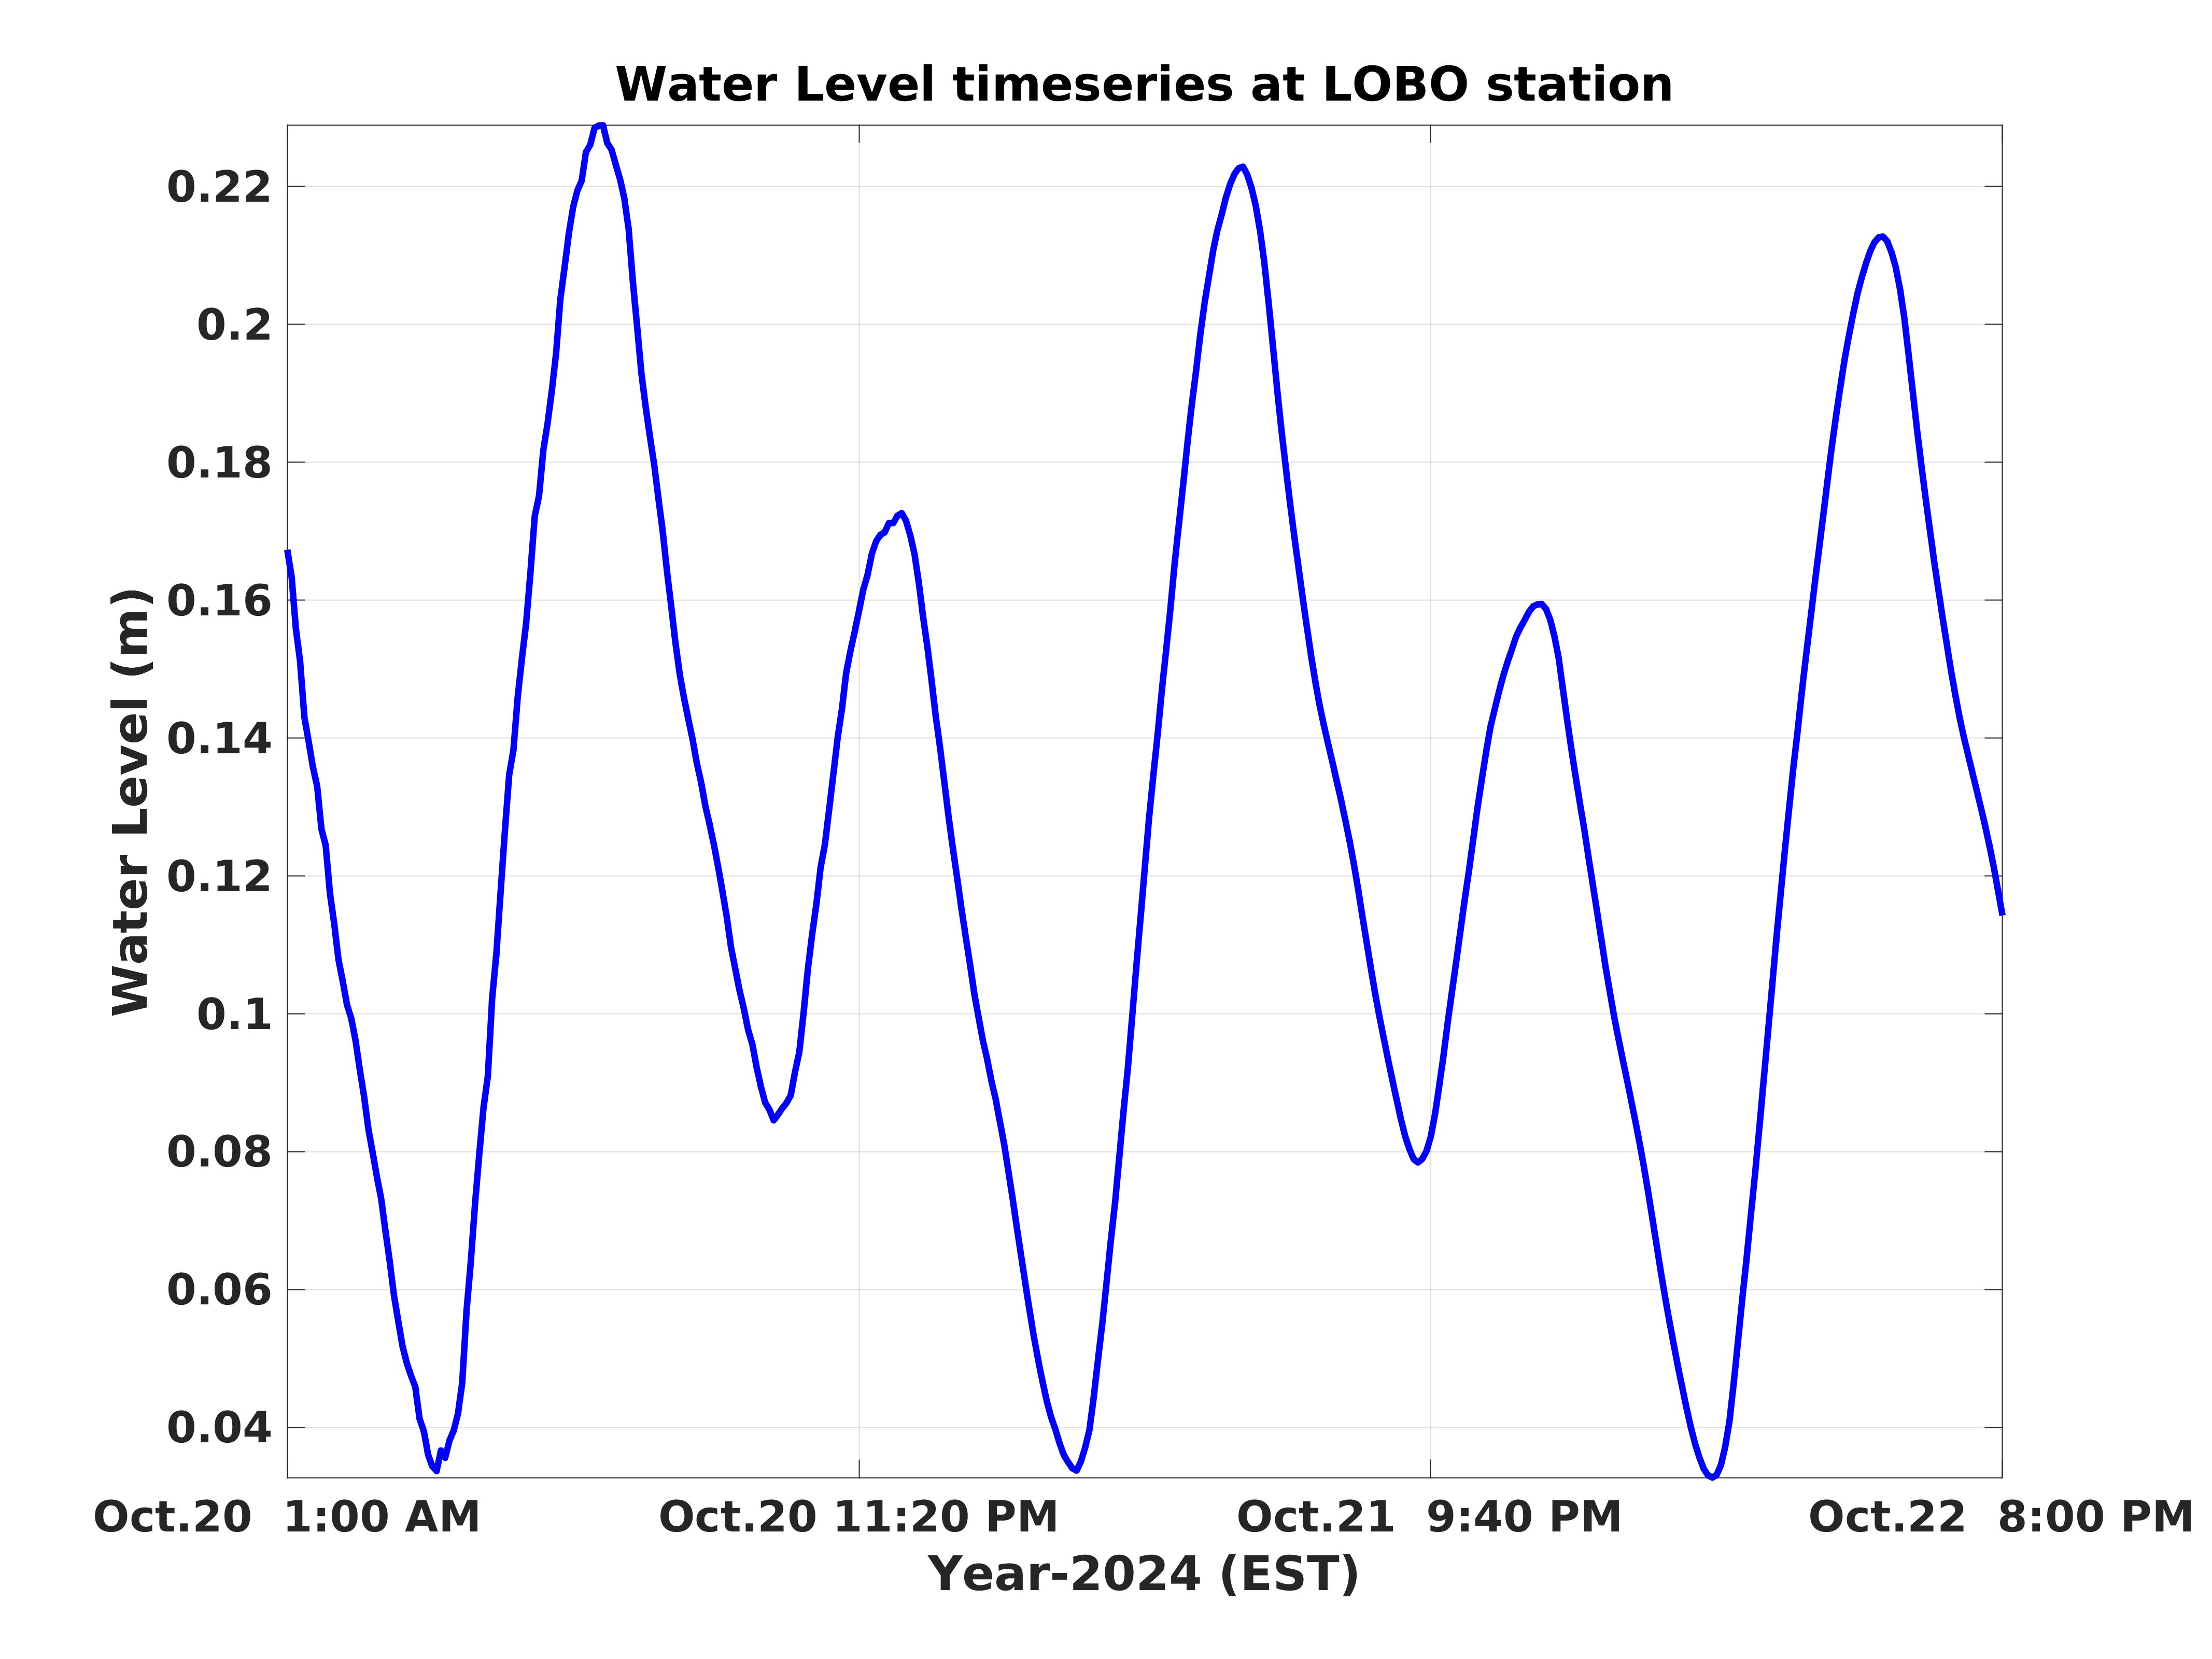 Water Level timeseries at LOBO station
Water Level (m)
0.22
0.2
0.18
0.16
0.14
0.12
0.1
0.08
0.06
0.04
Oct.20  1:00 AM
Oct.20 11:20 PM
Oct.21  9:40 PM
Oct.22  8:00 PM
Year-2024 (EST)